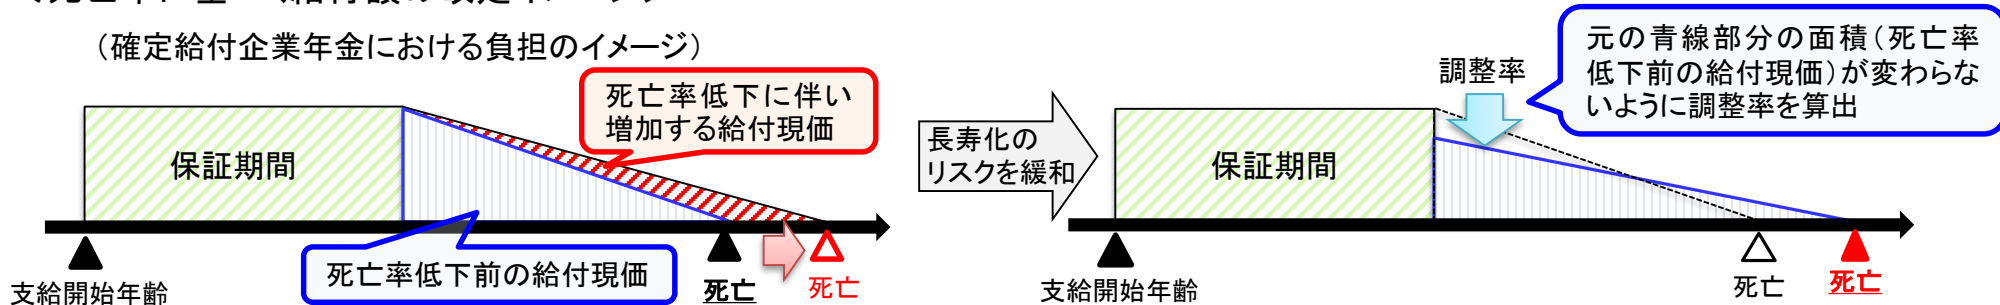 （確定給付企業年金における負担のイメージ）
死亡率低下に伴い
増加する給付現価
保証期間
死亡率低下前の給付現価
支給開始年齢
死亡
死亡
長寿化の
リスクを緩和
調整率
元の青線部分の面積（死亡率
低下前の給付現価）が変わらな
いように調整率を算出
保証期間
支給開始年齢
死亡
死亡